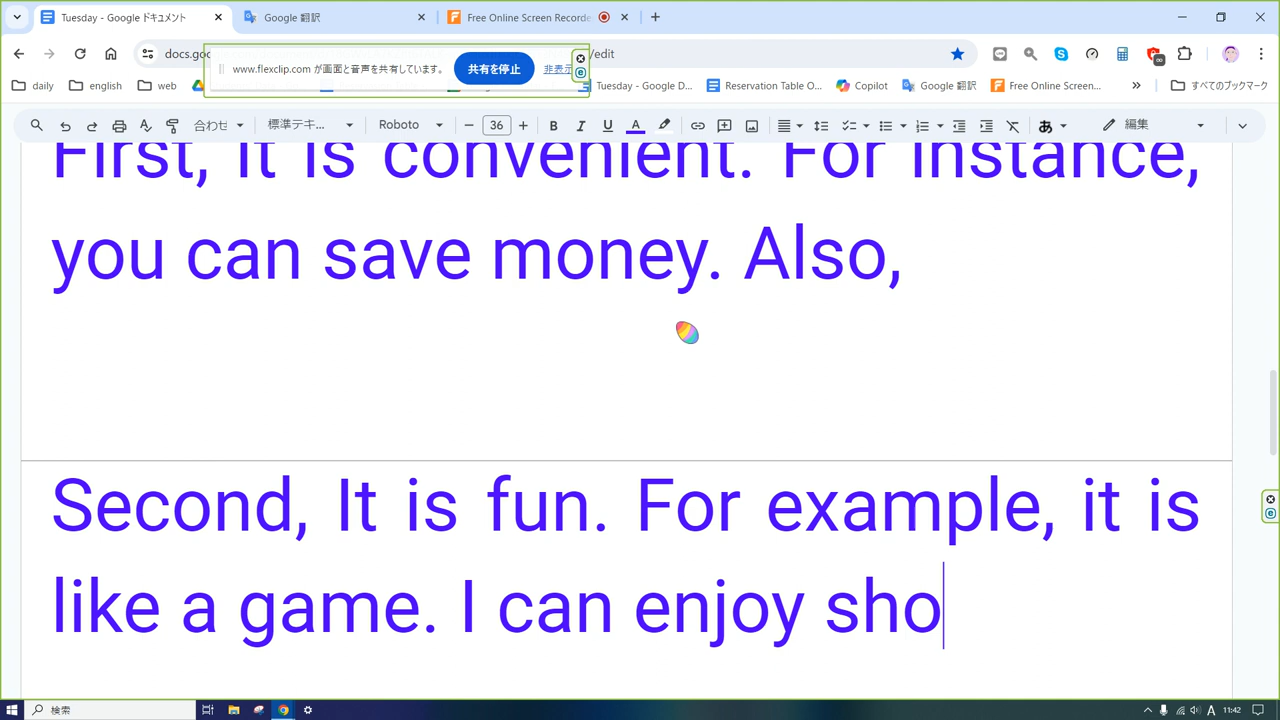 Tuesday - Google ドキュメント
Google 翻訳
Free Online Screen Recorde
docs.goo
/edit
www.flexclip.com が画面と音声を共有しています。
共有を停止
非表示
daily
english
web
Tuesday - Google D...
Reservation Table O...
Copilot
Google 翻訳
Free Online Screen...
すべてのブックマーク
合わせ
標準テキ...
Roboto
36
B
I
U
A
あ
編集
First, it is convenient. For instance,
you can save money. Also,
Second, It is fun. For example, it is
like a game. I can enjoy sho
検索
A
11:42